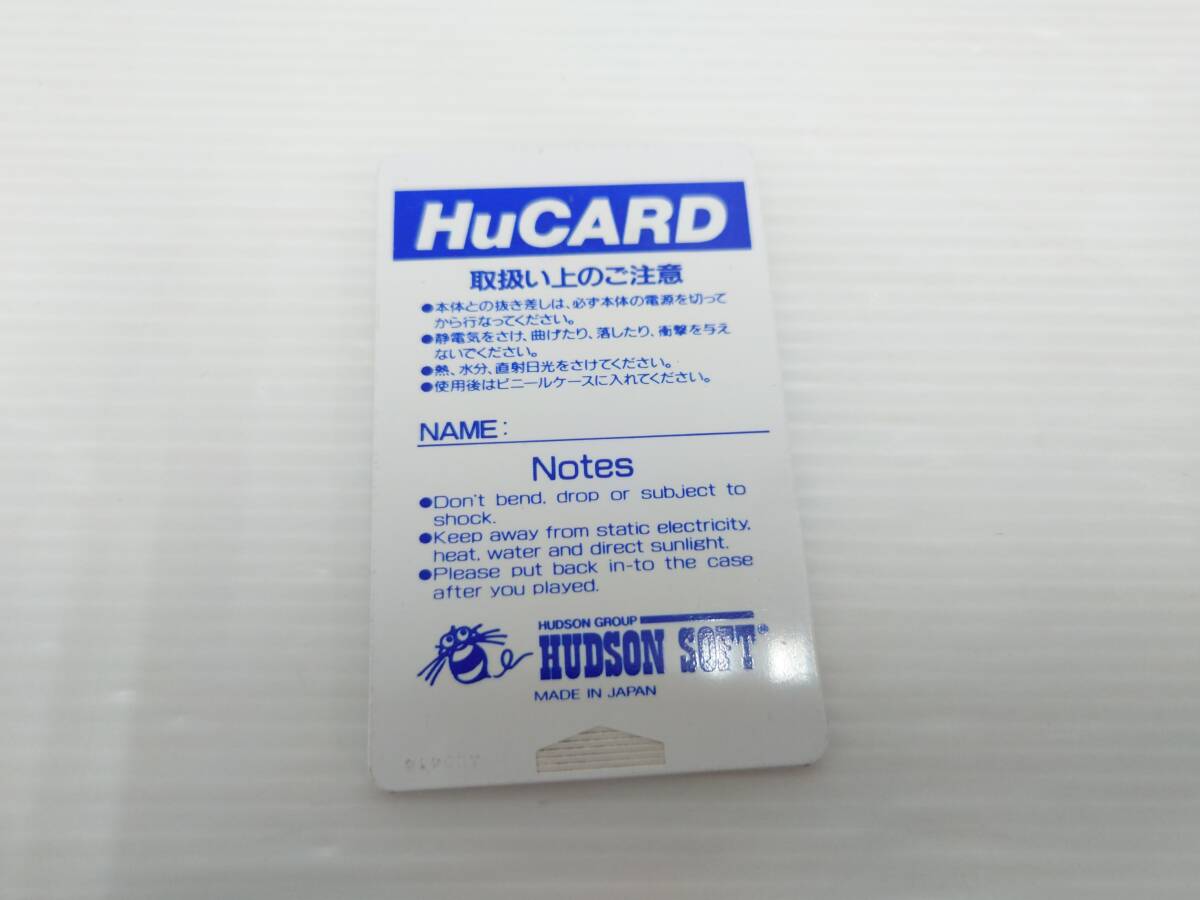 HuCARD
取扱い上のご注意
●本体との抜き差しは、必ず本体の電源を切って
から行なってください。
●静電気をさけ、曲げたり、落したり、衝撃を与え
ないでください。
●熱、水分、直射日光をさけてください。
●使用後はビニールケースに入れてください。
NAME:
Notes
●Don't bend, drop or subject to
shock.
●Keep away from static electricity,
heat, water and direct sunlight.
●Please put back in-to the case
after you played.
HUDSON GROUP
HUDSON SOFT®
MADE IN JAPAN